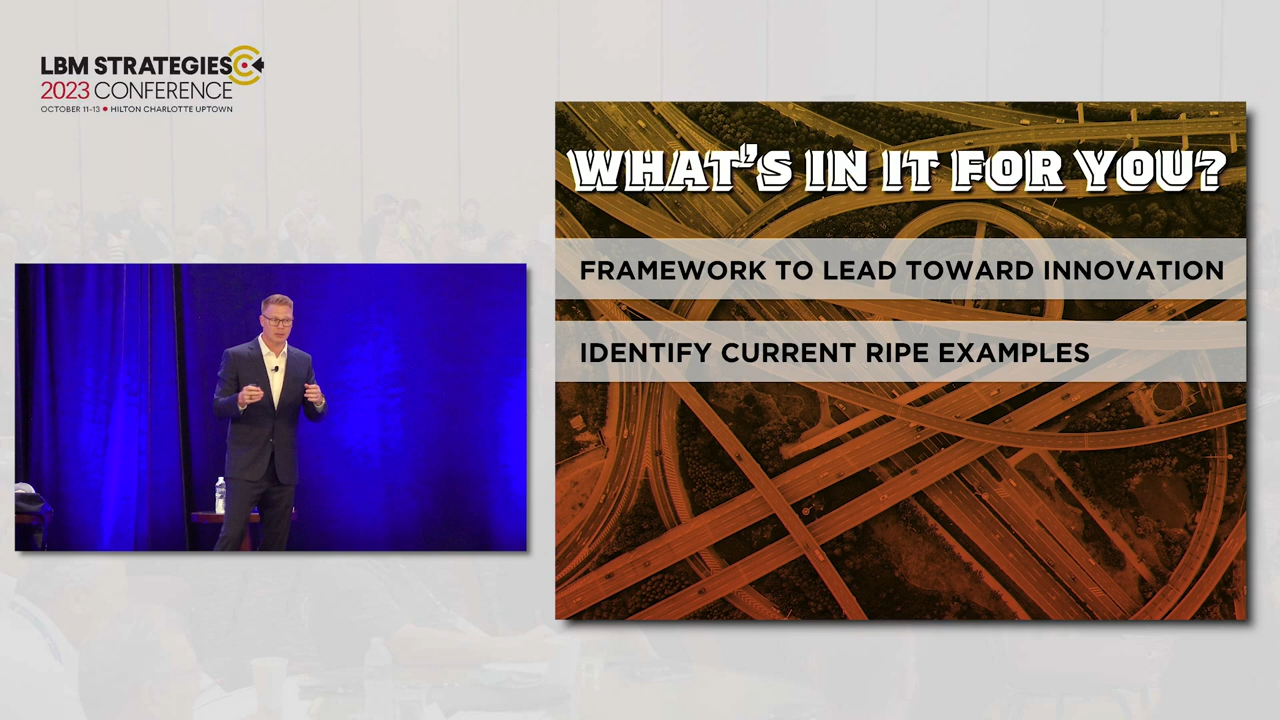 LBM STRATEGIES
2023 CONFERENCE
OCTOBER 11-13 • HILTON CHARLOTTE UPTOWN
WHAT'S IN IT FOR YOU?
FRAMEWORK TO LEAD TOWARD INNOVATION
IDENTIFY CURRENT RIPE EXAMPLES